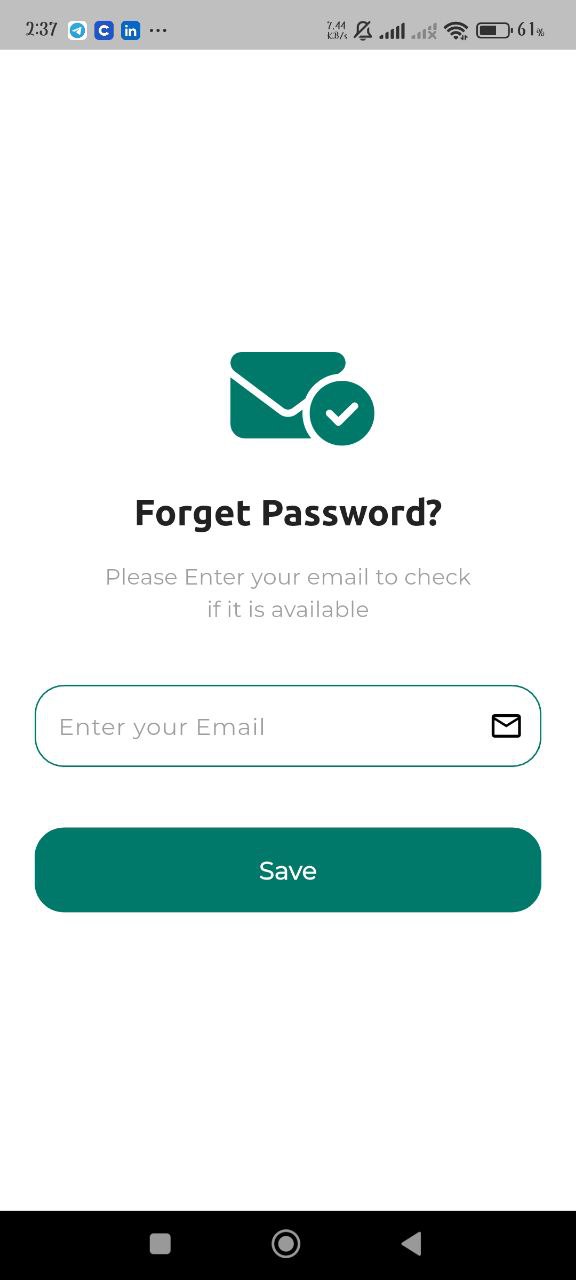 2:37 7.44 KB/s 61%
Forget Password?
Please Enter your email to check
if it is available
Enter your Email
Save